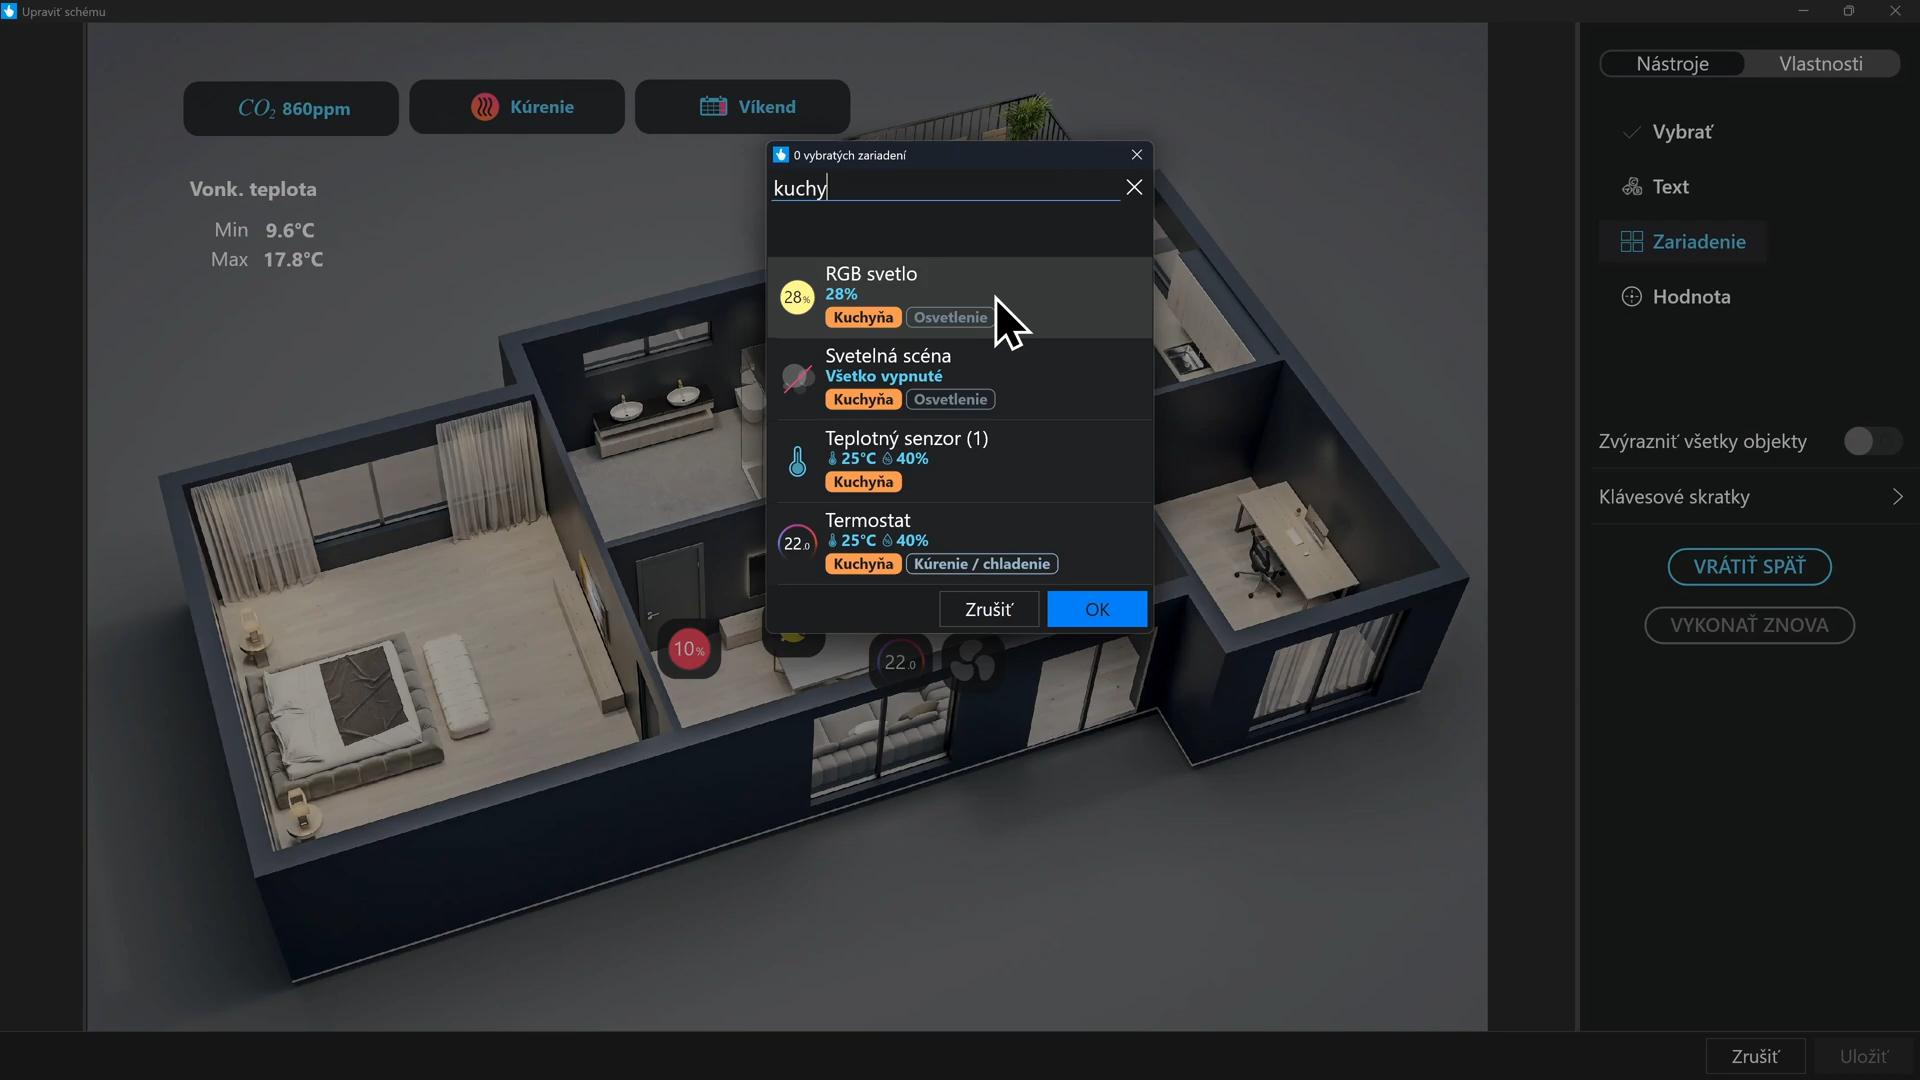 Upraviť schému
CO₂ 860ppm
Kúrenie
Víkend
Vonk. teplota
Min 9.6°C
Max 17.8°C
0 vybratých zariadení
kuchy
28%
RGB svetlo
28%
Kuchyňa Osvetlenie
Svetelná scéna
Všetko vypnuté
Kuchyňa Osvetlenie
Teplotný senzor (1)
25°C 40%
Kuchyňa
22.0
Termostat
25°C 40%
Kuchyňa Kúrenie / chladenie
Zrušiť OK
10%
22.0
Nástroje Vlastnosti
Vybrať
Text
Zariadenie
Hodnota
Zvýrazniť všetky objekty
Klávesové skratky
VRÁTIŤ SPÄŤ
VYKONAŤ ZNOVA
Zrušiť Uložiť